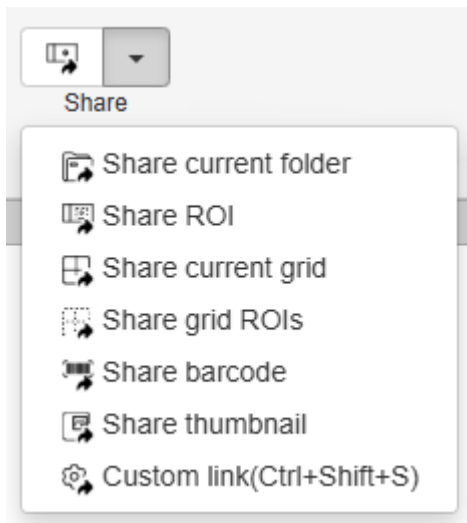 Share
Share current folder
Share ROI
Share current grid
Share grid ROIs
Share barcode
Share thumbnail
Custom link(Ctrl+Shift+S)